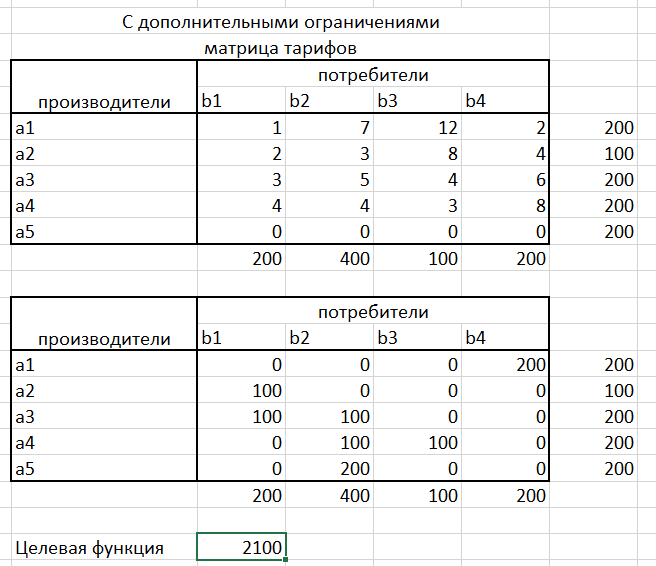 С дополнительными ограничениями
матрица тарифов
потребители
производители b1 b2 b3 b4
a1 1 7 12 2 200
a2 2 3 8 4 100
a3 3 5 4 6 200
a4 4 4 3 8 200
a5 0 0 0 0 200
200 400 100 200
потребители
производители b1 b2 b3 b4
a1 0 0 0 200 200
a2 100 0 0 0 100
a3 100 100 0 0 200
a4 0 100 100 0 200
a5 0 200 0 0 200
200 400 100 200
Целевая функция 2100